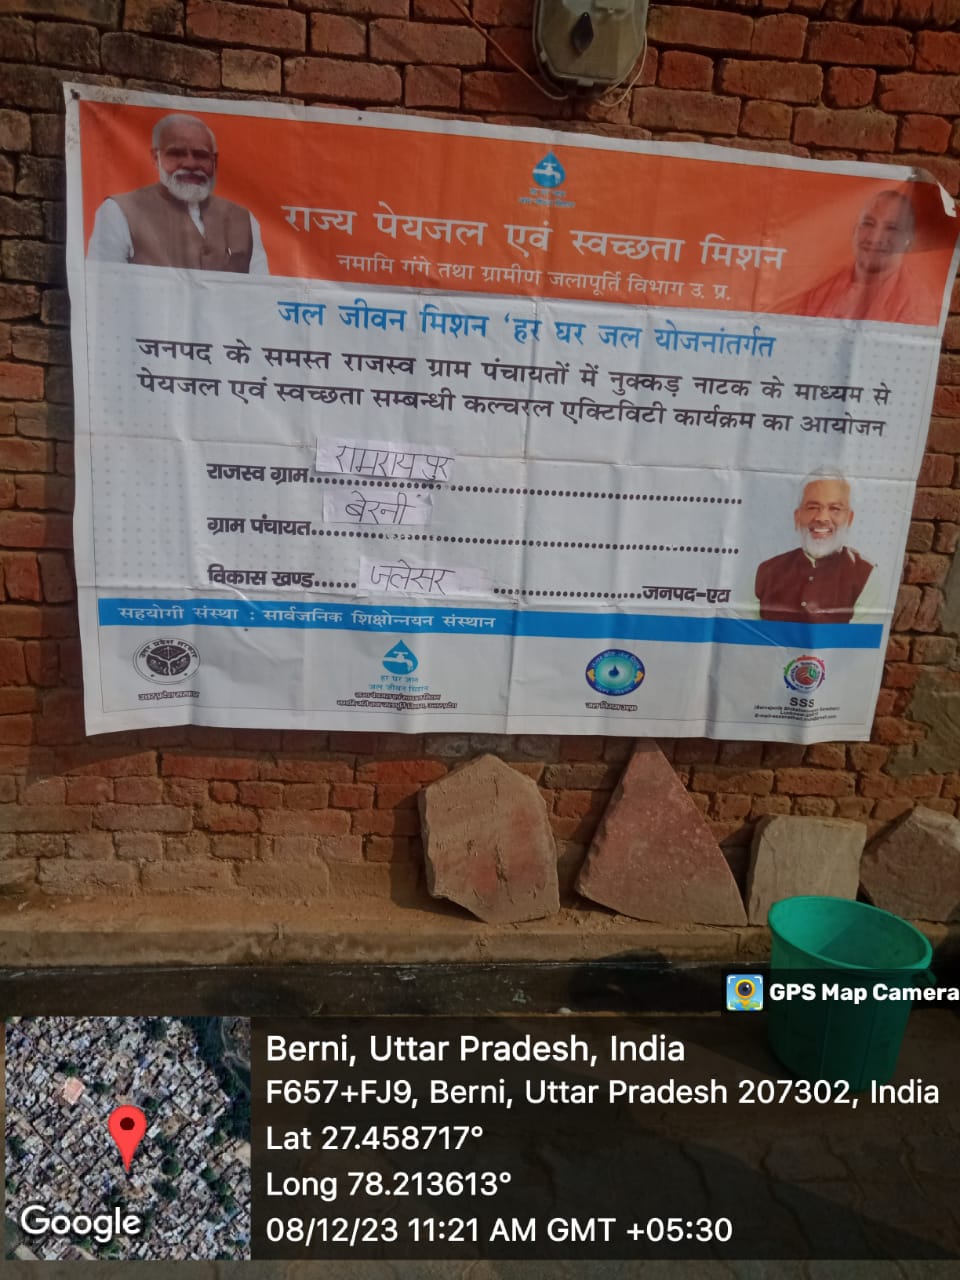 राज्य पेयजल एवं स्वच्छता मिशन
नमामि गंगे तथा ग्रामीण जलापूर्ति विभाग उ. प्र.
जल जीवन मिशन ‘हर घर जल योजनांतर्गत
जनपद के समस्त राजस्व ग्राम पंचायतों में नुक्कड़ नाटक के माध्यम से
पेयजल एवं स्वच्छता सम्बन्धी कल्चरल एक्टिविटी कार्यक्रम का आयोजन
राजस्व ग्राम रामरायपुर
ग्राम पंचायत बेरनी
विकास खण्ड जलेसर जनपद-एटा
सहयोगी संस्था : सार्वजनिक शिक्षोन्नयन संस्थान
उत्तर प्रदेश सरकार
हर घर जल
जल जीवन मिशन
SSS
GPS Map Camera
Berni, Uttar Pradesh, India
F657+FJ9, Berni, Uttar Pradesh 207302, India
Lat 27.458717°
Long 78.213613°
08/12/23 11:21 AM GMT +05:30
Google